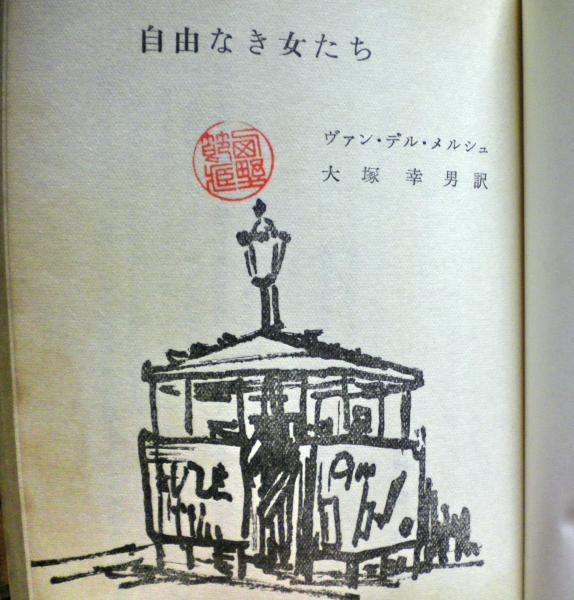 自由なき女たち
ヴァン・デル・メルシュ
大塚幸男訳